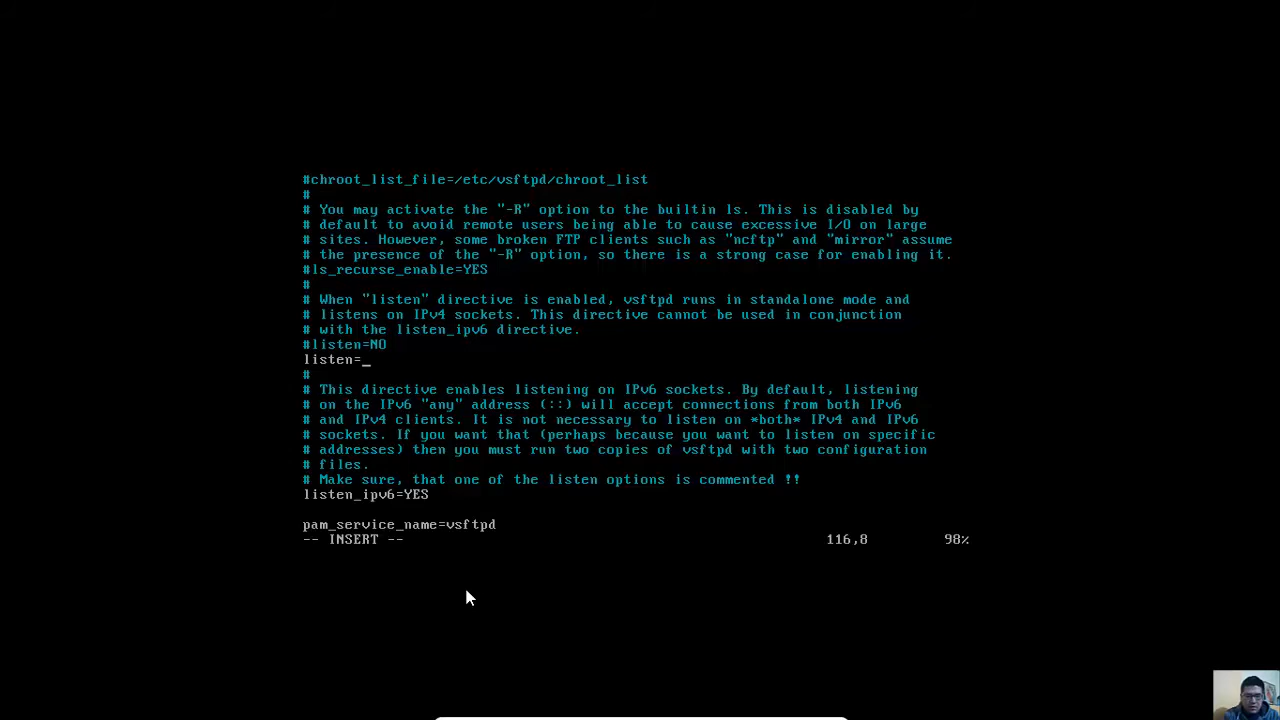 #chroot_list_file=/etc/vsftpd/chroot_list
#
# You may activate the "-R" option to the builtin ls. This is disabled by
# default to avoid remote users being able to cause excessive I/O on large
# sites. However, some broken FTP clients such as "ncftp" and "mirror" assume
# the presence of the "-R" option, so there is a strong case for enabling it.
#ls_recurse_enable=YES
#
# When "listen" directive is enabled, vsftpd runs in standalone mode and
# listens on IPv4 sockets. This directive cannot be used in conjunction
# with the listen_ipv6 directive.
#listen=NO
listen=_
#
# This directive enables listening on IPv6 sockets. By default, listening
# on the IPv6 "any" address (::) will accept connections from both IPv6
# and IPv4 clients. It is not necessary to listen on *both* IPv4 and IPv6
# sockets. If you want that (perhaps because you want to listen on specific
# addresses) then you must run two copies of vsftpd with two configuration
# files.
# Make sure, that one of the listen options is commented !!
listen_ipv6=YES
pam_service_name=vsftpd
-- INSERT -- 116,8 98%